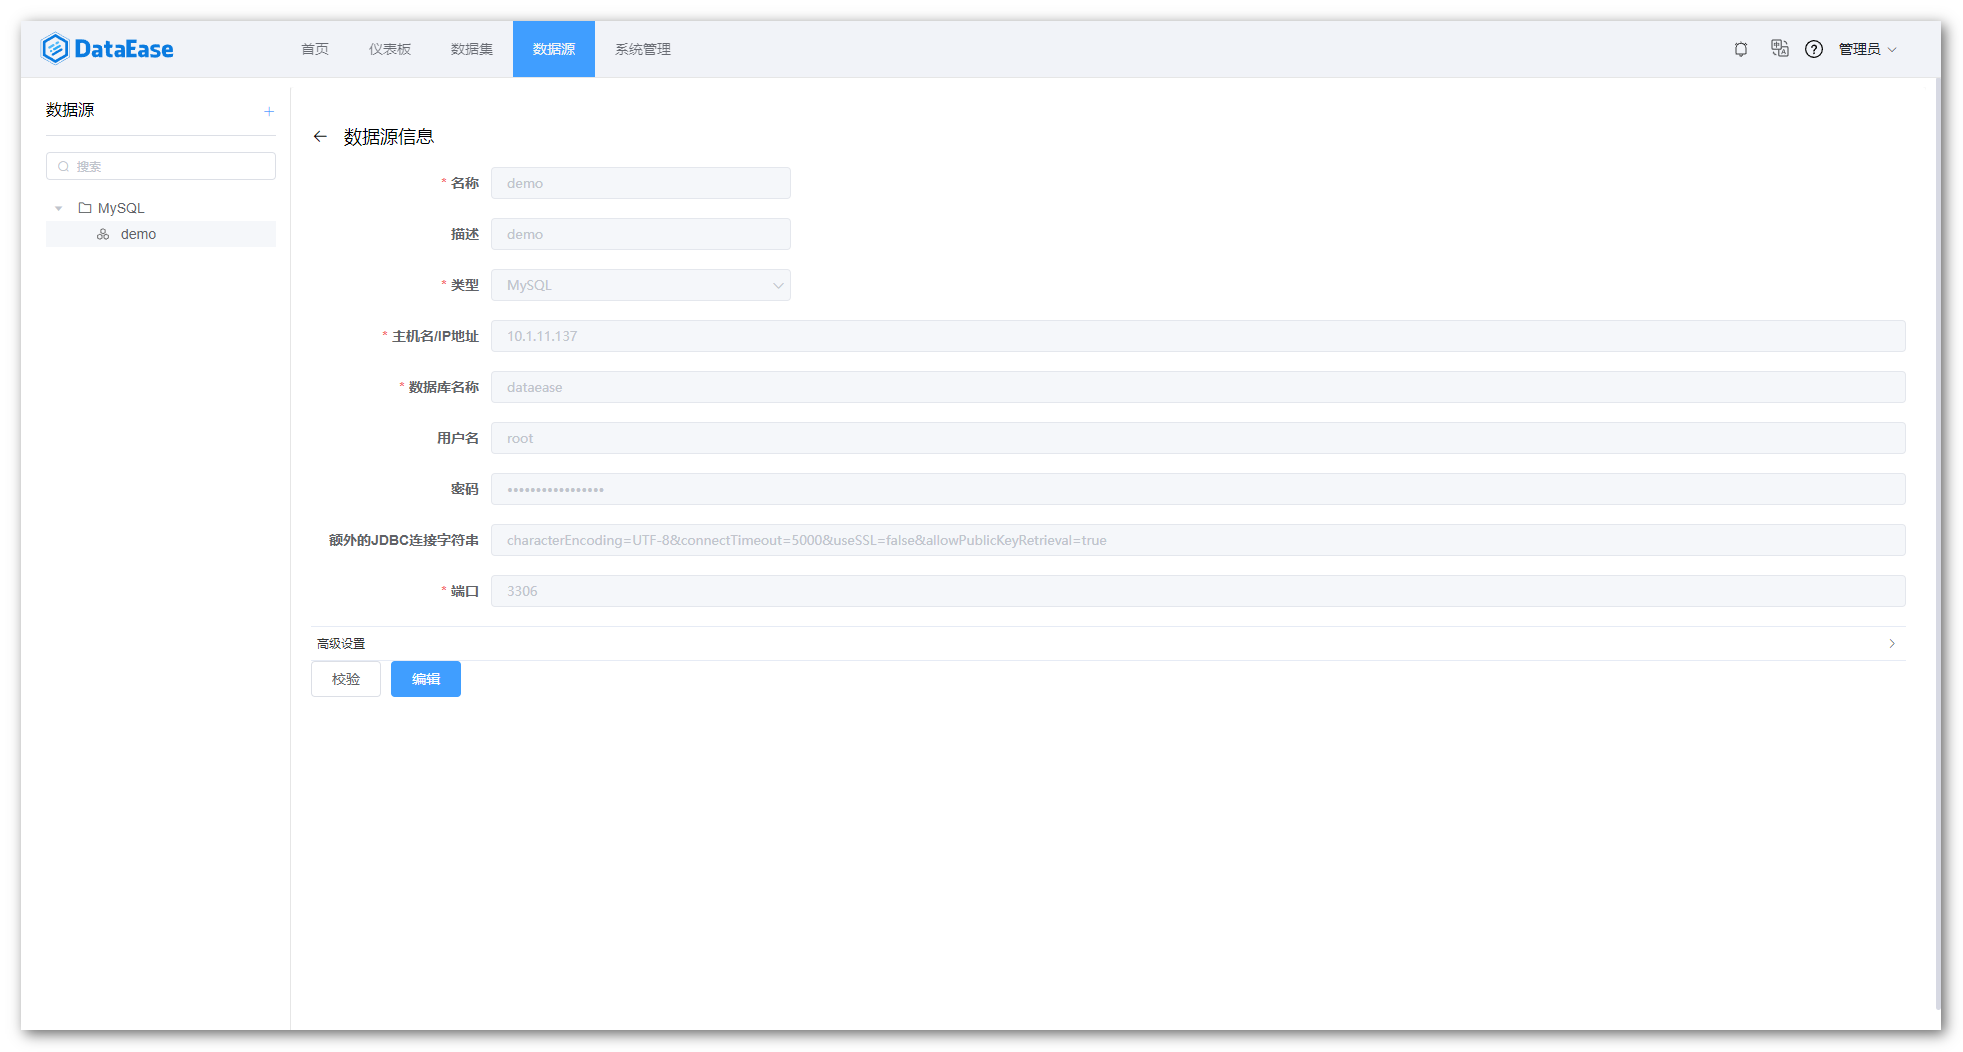 DataEase
首页 仪表板 数据集 数据源 系统管理 管理员
数据源 +
搜索
MySQL
demo
数据源信息
* 名称 demo
描述 demo
* 类型 MySQL
* 主机名/IP地址 10.1.11.137
* 数据库名称 dataease
用户名 root
密码 •••••••••••••••••
额外的JDBC连接字符串 characterEncoding=UTF-8&connectTimeout=5000&useSSL=false&allowPublicKeyRetrieval=true
* 端口 3306
高级设置
校验 编辑